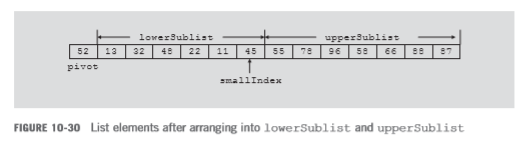 lowerSublist upperSublist
52 13 32 48 22 11 45 55 78 96 58 66 88 87
pivot
smallIndex
FIGURE 10-30 List elements after arranging into lowerSublist and upperSublist